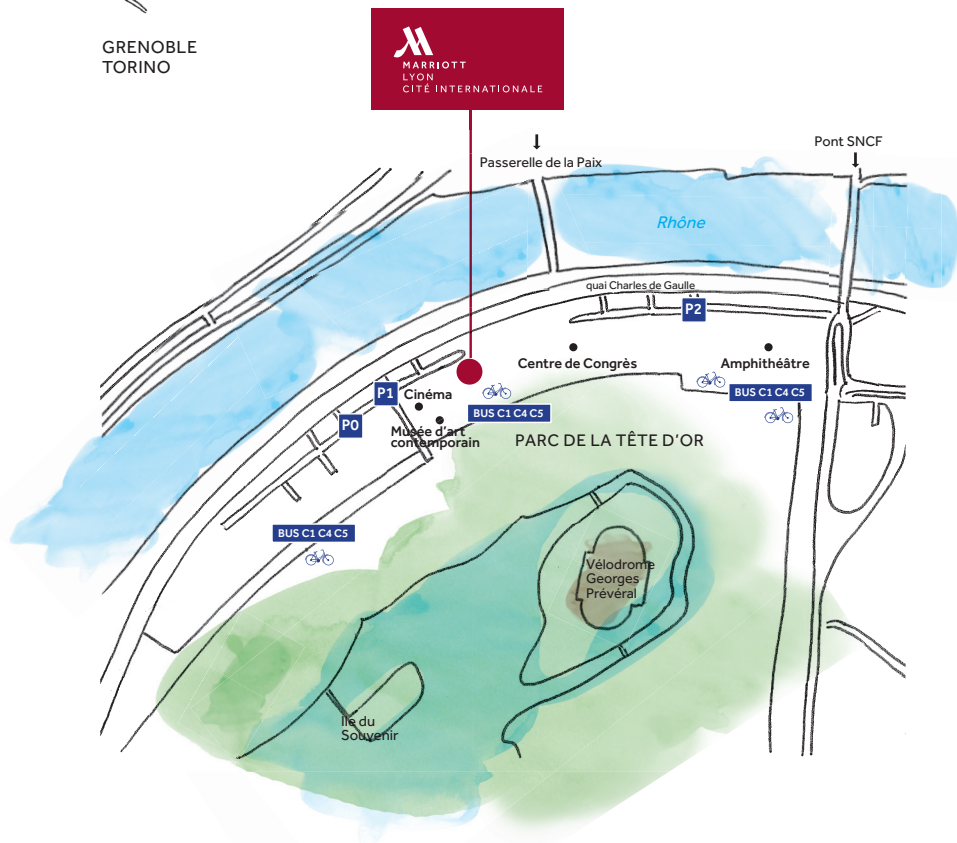 GRENOBLE
TORINO
MARRIOTT
LYON
CITÉ INTERNATIONALE
Pont SNCF
Passerelle de la Paix
Rhône
quai Charles de Gaulle
P2
Centre de Congrès
Amphithéâtre
P1
Cinéma
BUS C1 C4 C5
BUS C1 C4 C5
P0
Musée d'art
contemporain
PARC DE LA TÊTE D'OR
BUS C1 C4 C5
Vélodrome
Georges
Prévéral
Île du
Souvenir